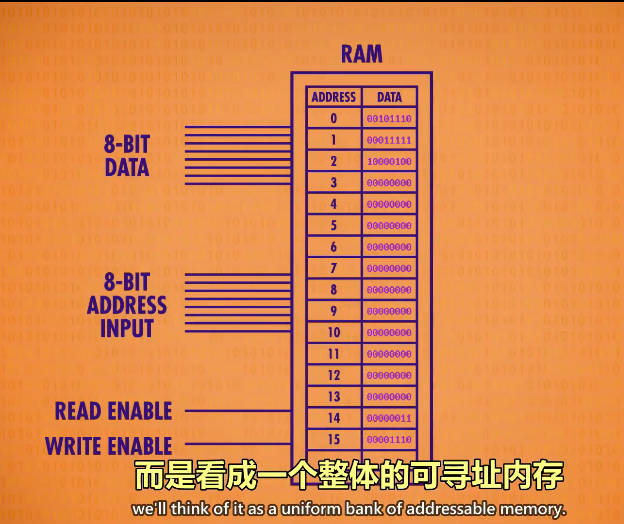 RAM
ADDRESS DATA
0 00101110
1 00011111
2 10000100
3 00000000
4 00000000
5 00000000
6 00000000
7 00000000
8 00000000
9 00000000
10 00000000
11 00000000
12 00000000
13 00000000
14 00000011
15 00001110
8-BIT
DATA
8-BIT
ADDRESS
INPUT
READ ENABLE
WRITE ENABLE
而是看成一个整体的可寻址内存
we'll think of it as a uniform bank of addressable memory.